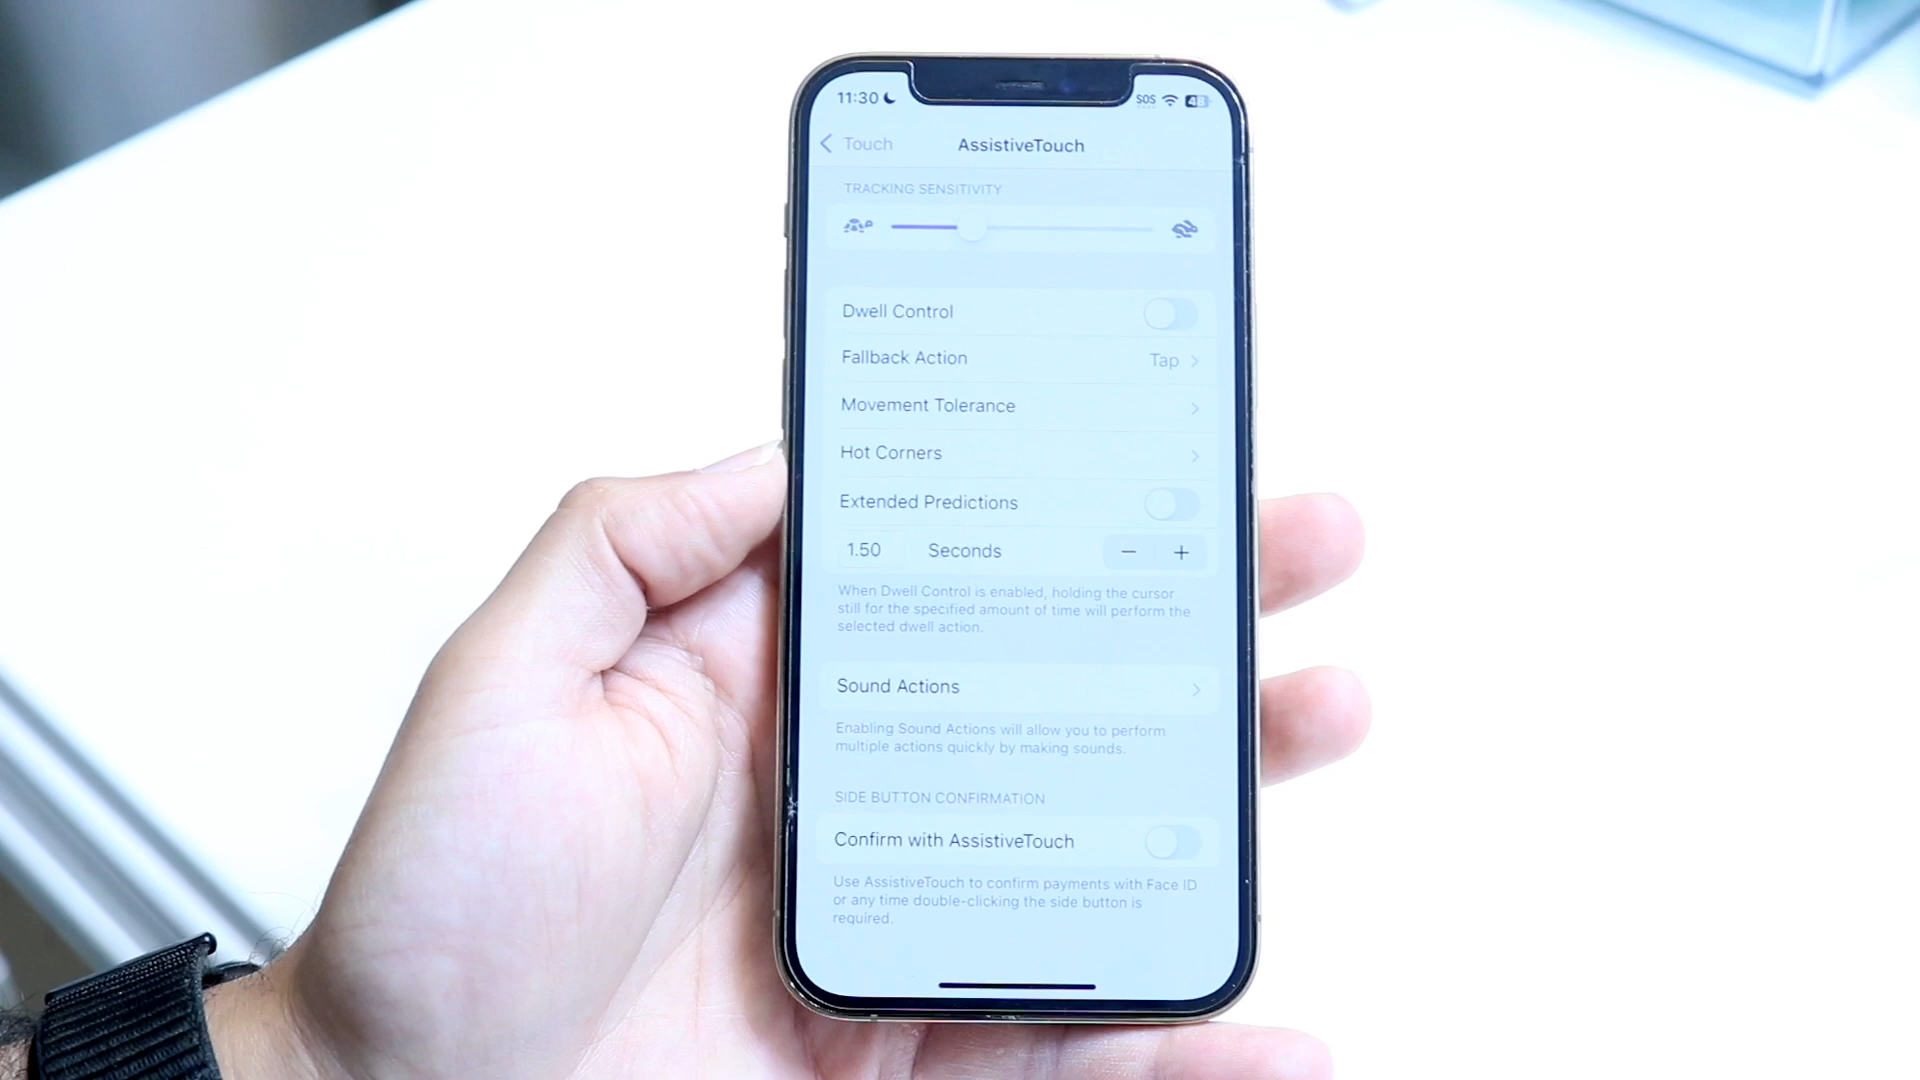 11:30
SOS
48
Touch
AssistiveTouch
TRACKING SENSITIVITY
Dwell Control
Fallback Action Tap
Movement Tolerance
Hot Corners
Extended Predictions
1.50 Seconds − +
When Dwell Control is enabled, holding the cursor
still for the specified amount of time will perform the
selected dwell action.
Sound Actions
Enabling Sound Actions will allow you to perform
multiple actions quickly by making sounds.
SIDE BUTTON CONFIRMATION
Confirm with AssistiveTouch
Use AssistiveTouch to confirm payments with Face ID
or any time double-clicking the side button is
required.